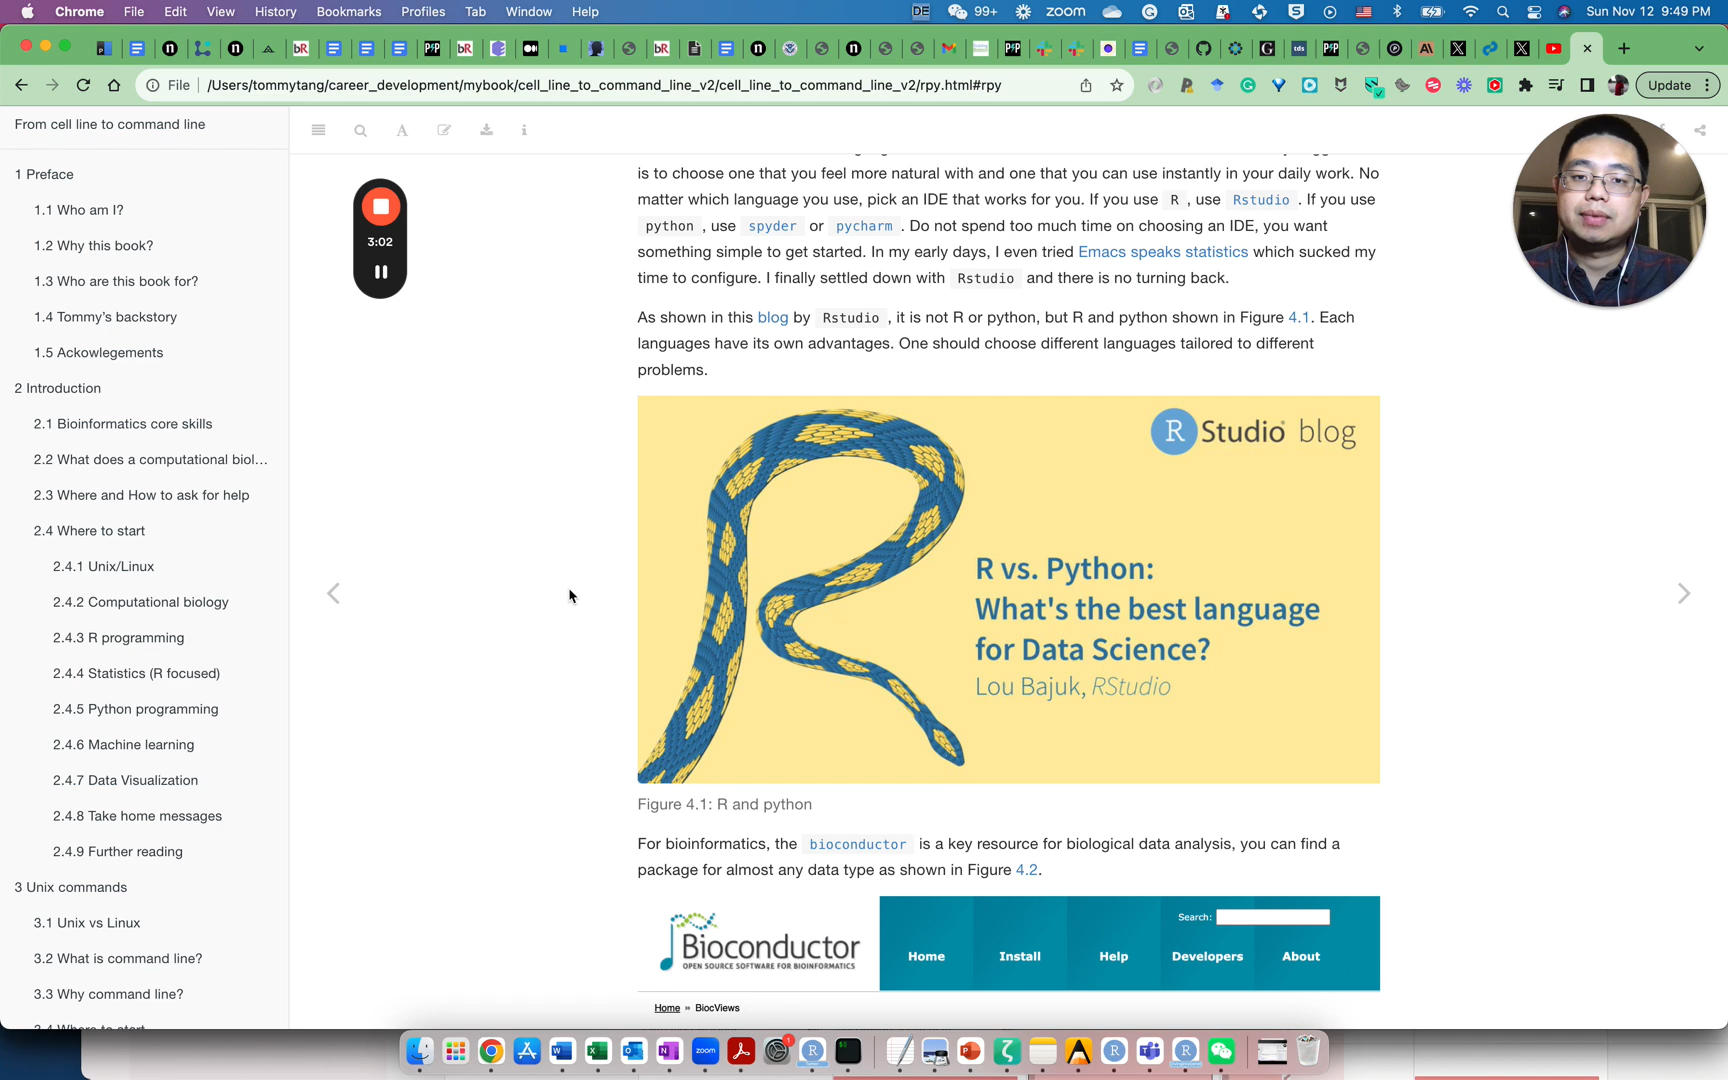 Chrome File Edit View History Bookmarks Profiles Tab Window Help
DE 99+ zoom Sun Nov 12 9:49 PM
File /Users/tommytang/career_development/mybook/cell_line_to_command_line_v2/cell_line_to_command_line_v2/rpy.html#rpy Update
From cell line to command line
1 Preface
1.1 Who am I?
1.2 Why this book?
1.3 Who are this book for?
1.4 Tommy's backstory
1.5 Ackowlegements
2 Introduction
2.1 Bioinformatics core skills
2.2 What does a computational biol...
2.3 Where and How to ask for help
2.4 Where to start
2.4.1 Unix/Linux
2.4.2 Computational biology
2.4.3 R programming
2.4.4 Statistics (R focused)
2.4.5 Python programming
2.4.6 Machine learning
2.4.7 Data Visualization
2.4.8 Take home messages
2.4.9 Further reading
3 Unix commands
3.1 Unix vs Linux
3.2 What is command line?
3.3 Why command line?
3.4 Where to start
3:02
is to choose one that you feel more natural with and one that you can use instantly in your daily work. No
matter which language you use, pick an IDE that works for you. If you use R , use Rstudio . If you use
python , use spyder or pycharm . Do not spend too much time on choosing an IDE, you want
something simple to get started. In my early days, I even tried Emacs speaks statistics which sucked my
time to configure. I finally settled down with Rstudio and there is no turning back.
As shown in this blog by Rstudio , it is not R or python, but R and python shown in Figure 4.1. Each
languages have its own advantages. One should choose different languages tailored to different
problems.
R Studio blog
R vs. Python:
What's the best language
for Data Science?
Lou Bajuk, RStudio
Figure 4.1: R and python
For bioinformatics, the bioconductor is a key resource for biological data analysis, you can find a
package for almost any data type as shown in Figure 4.2.
Bioconductor
OPEN SOURCE SOFTWARE FOR BIOINFORMATICS
Search:
Home Install Help Developers About
Home » BiocViews